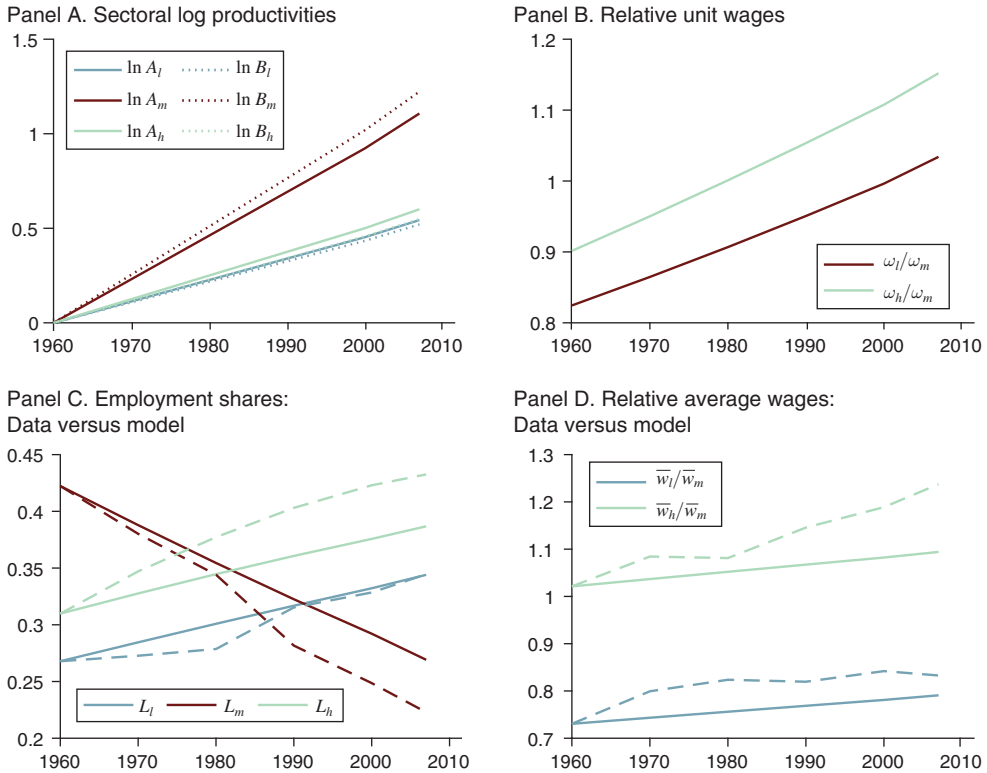 Panel A. Sectoral log productivities
1.5
1
0.5
0
1960 1970 1980 1990 2000 2010
ln A_l ln B_l
ln A_m ln B_m
ln A_h ln B_h
Panel B. Relative unit wages
1.2
1.1
1
0.9
0.8
1960 1970 1980 1990 2000 2010
ω_l/ω_m
ω_h/ω_m
Panel C. Employment shares:
Data versus model
0.45
0.4
0.35
0.3
0.25
0.2
1960 1970 1980 1990 2000 2010
L_l L_m L_h
Panel D. Relative average wages:
Data versus model
1.3
1.2
1.1
1
0.9
0.8
0.7
1960 1970 1980 1990 2000 2010
w̅_l/w̅_m
w̅_h/w̅_m